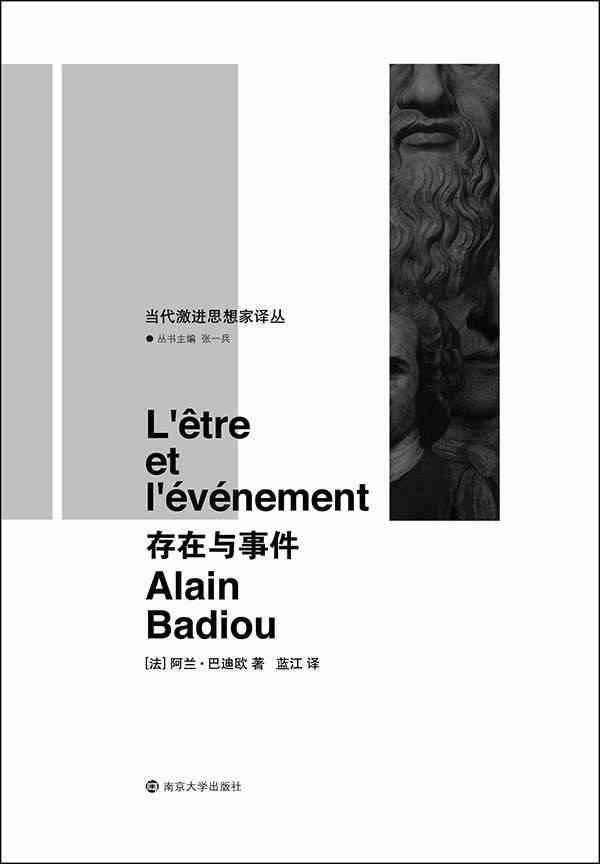 当代激进思想家译丛
● 丛书主编 张一兵
L'être
et
l'événement
存在与事件
Alain
Badiou
[法] 阿兰·巴迪欧 著 蓝江 译
南京大学出版社